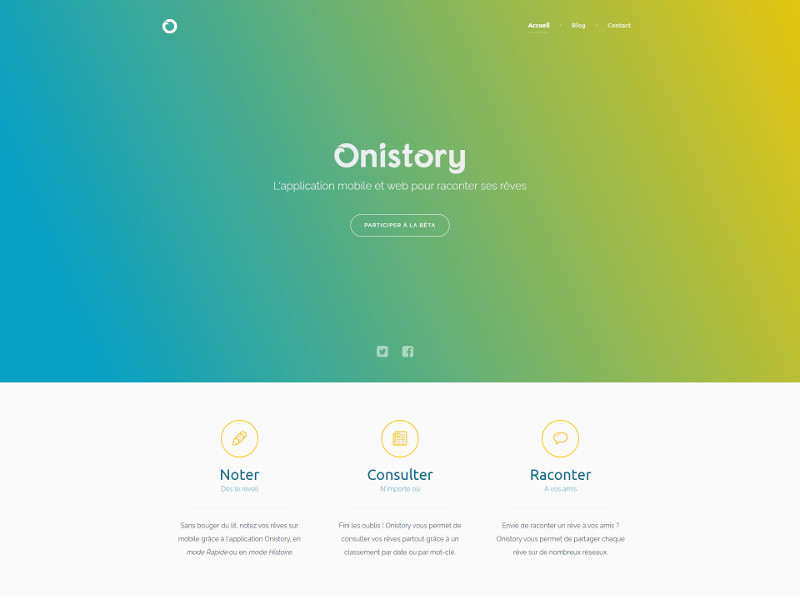 Accueil
Blog
Contact
Onistory
L'application mobile et web pour raconter ses rêves
PARTICIPER À LA BÊTA
Noter
Dès le réveil
Sans bouger du lit, notez vos rêves sur
mobile grâce à l'application Onistory, en
mode Rapide ou en mode Histoire.
Consulter
N'importe où
Fini les oublis ! Onistory vous permet de
consulter vos rêves partout grâce à un
classement par date ou par mot-clé.
Raconter
A vos amis
Envie de raconter un rêve à vos amis ?
Onistory vous permet de partager chaque
rêve sur de nombreux réseaux.